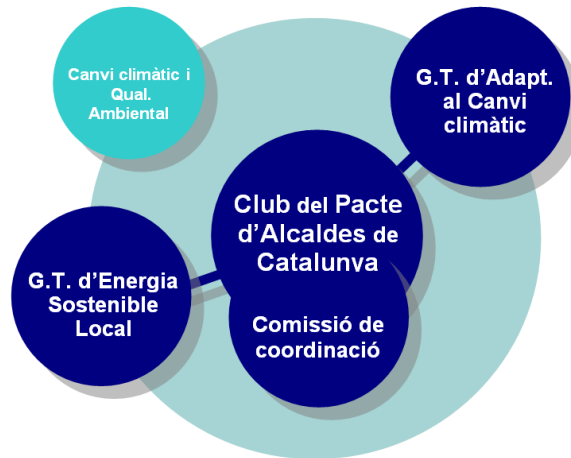 Canvi climàtic i
Qual.
Ambiental
G.T. d’Adapt.
al Canvi
climàtic
Club del Pacte
d’Alcaldes de
Catalunya
G.T. d’Energia
Sostenible
Local
Comissió de
coordinació